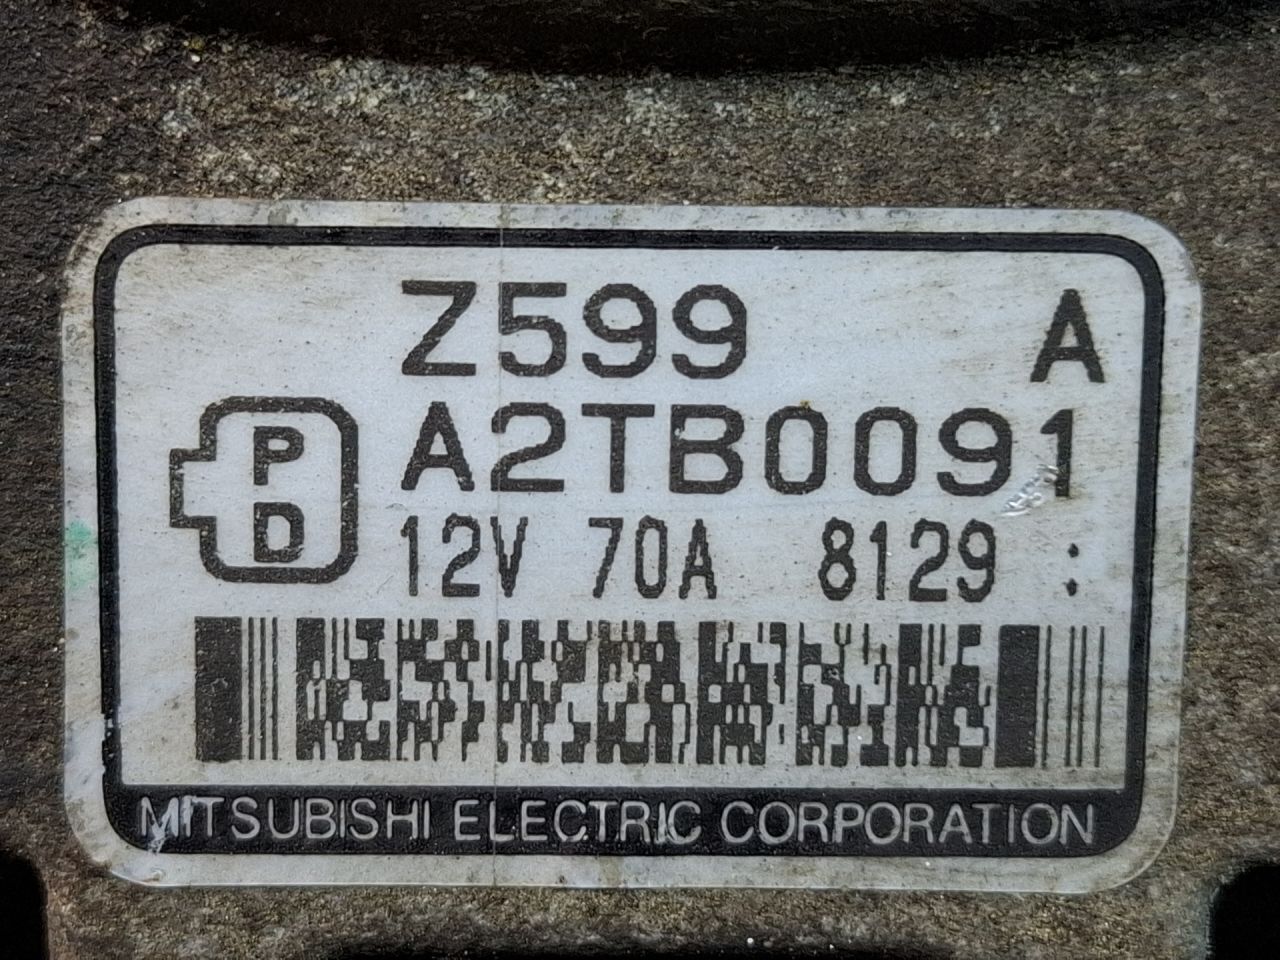 Z599 A
P
D
A2TB0091
12V 70A 8129 :
MITSUBISHI ELECTRIC CORPORATION